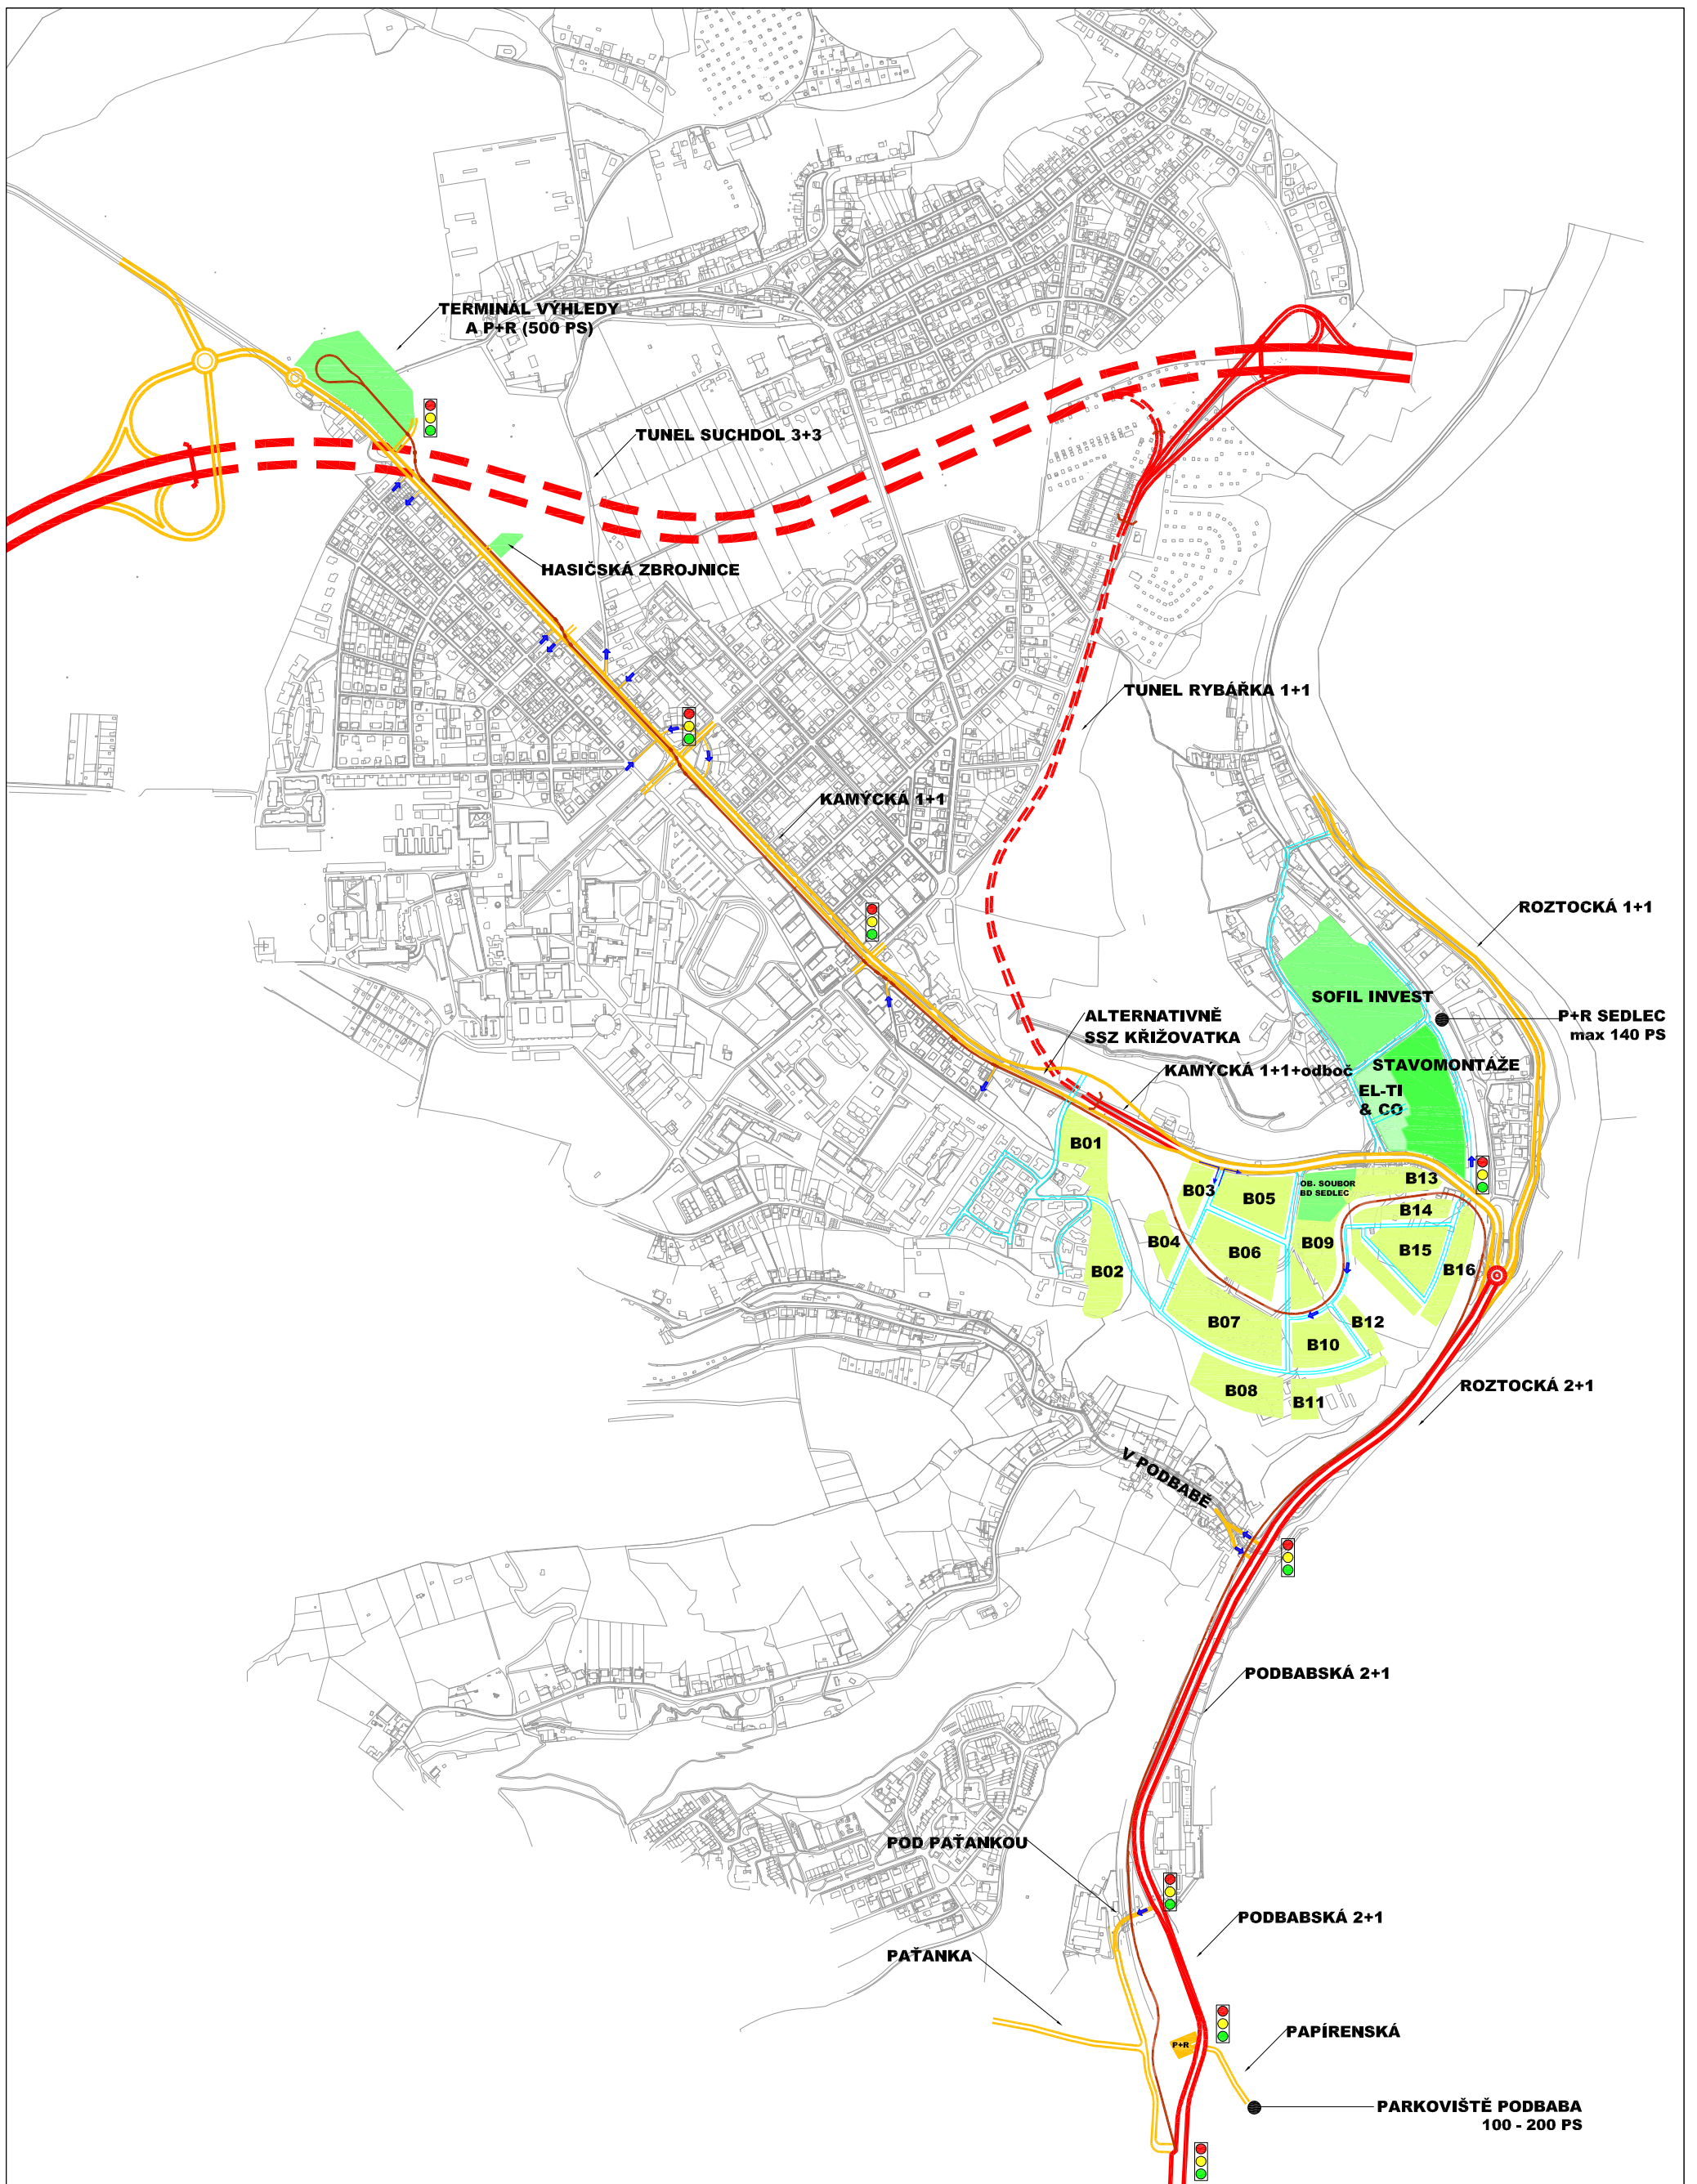 TERMINÁL VÝHLEDY
A P+R (500 PS)
TUNEL SUCHDOL 3+3
HASIČSKÁ ZBROJNICE
TUNEL RYBÁŘKA 1+1
KAMÝCKÁ 1+1
ROZTOCKÁ 1+1
SOFIL INVEST
P+R SEDLEC
max 140 PS
ALTERNATIVNĚ
SSZ KŘIŽOVATKA
STAVOMONTÁŽE
KAMÝCKÁ 1+1+odboč
EL-TI
& CO
B01
B03
B05
OB. SOUBOR
BD SEDLEC
B13
B14
B04
B06
B09
B15
B02
B16
B07
B12
B10
B08
B11
ROZTOCKÁ 2+1
V PODBABĚ
PODBABSKÁ 2+1
POD PAŤANKOU
PODBABSKÁ 2+1
PAŤANKA
PAPÍRENSKÁ
P+R
PARKOVIŠTĚ PODBABA
100 - 200 PS